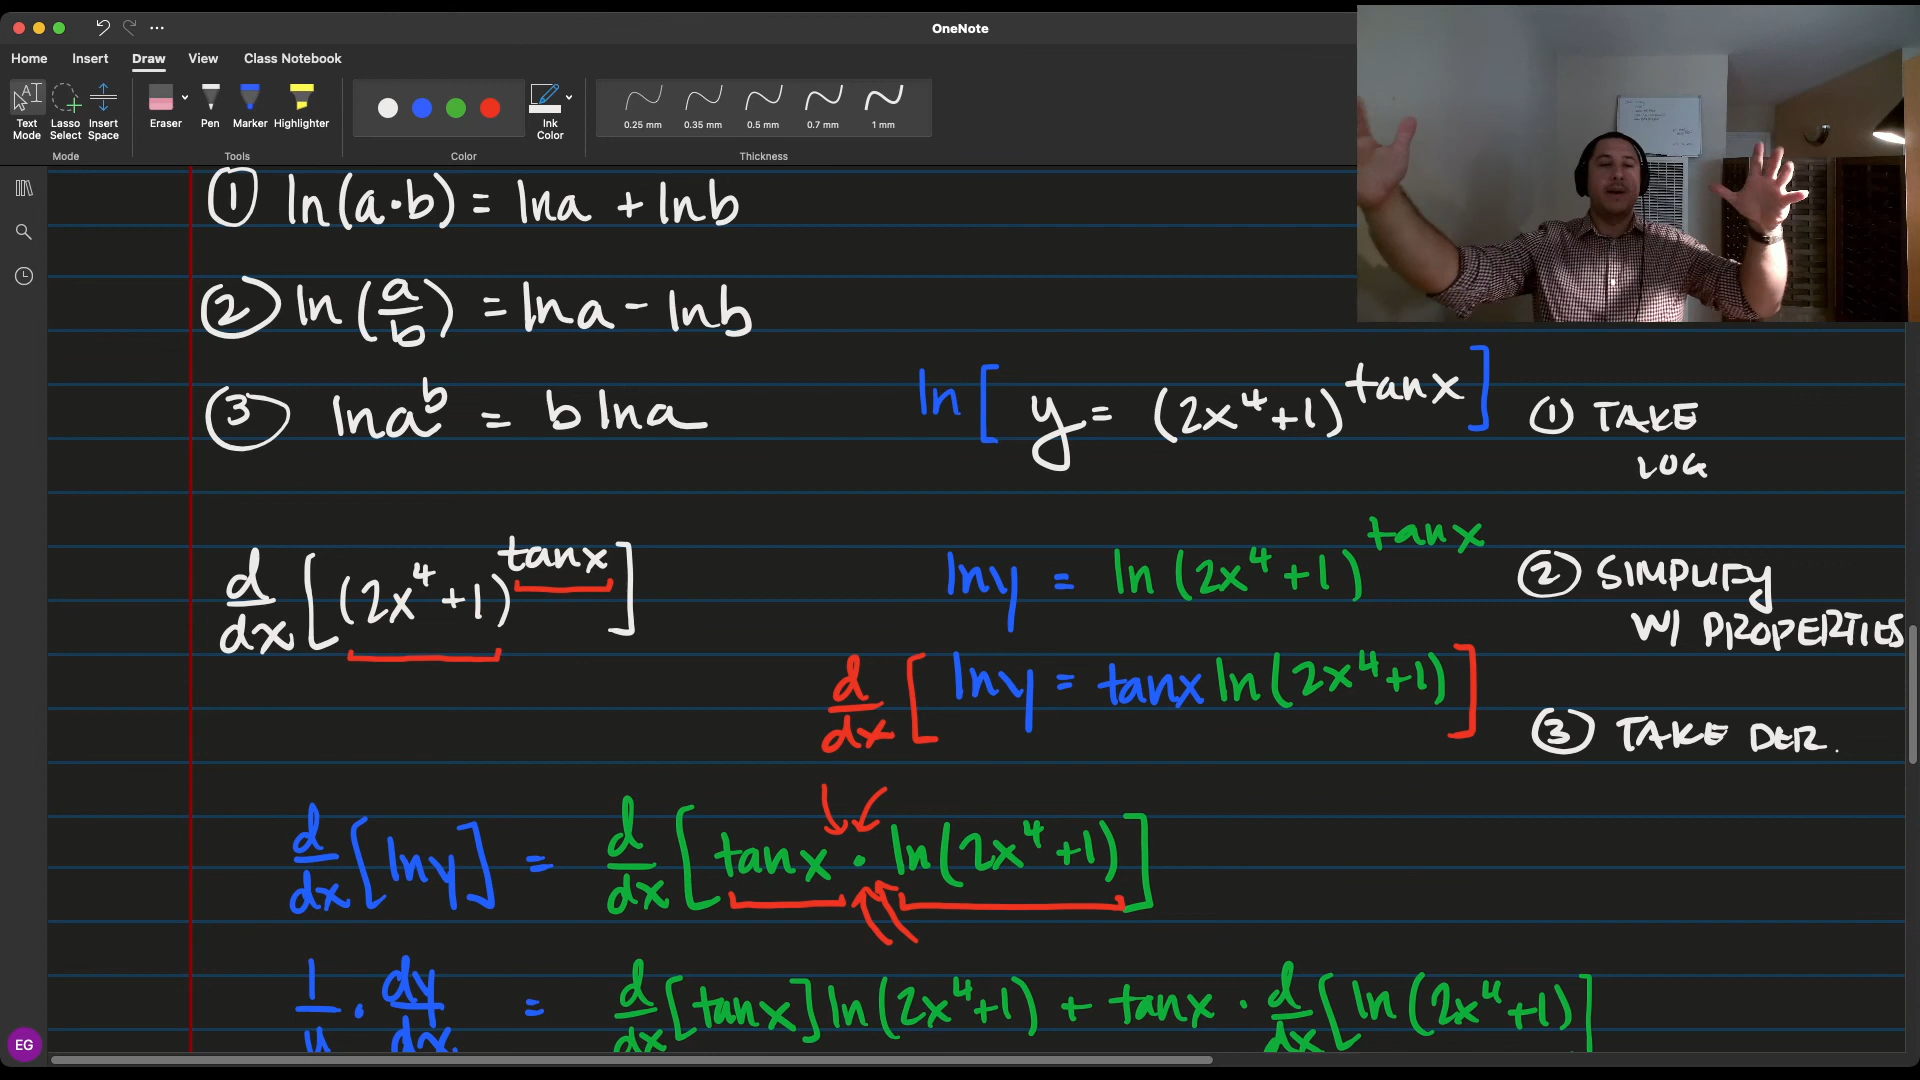 OneNote
Home Insert Draw View Class Notebook
Text Mode Lasso Select Insert Space Eraser Pen Marker Highlighter Ink Color 0.25 mm 0.35 mm 0.5 mm 0.7 mm 1 mm
Mode Tools Color Thickness
① ln(a·b) = lna + lnb
② ln(a/b) = lna - lnb
③ lna^b = b lna
ln[ y = (2x^4+1)^tanx ] ① TAKE
LOG
d/dx [(2x^4+1)^tanx]
lny = ln(2x^4+1)^tanx ② SIMPLIFY
W/ PROPERTIES
d/dx [ lny = tanx ln(2x^4+1) ]
③ TAKE DER.
d/dx [lny] = d/dx [tanx · ln(2x^4+1)]
1/y · dy/dx = d/dx [tanx] ln(2x^4+1) + tanx · d/dx [ln(2x^4+1)]
EG